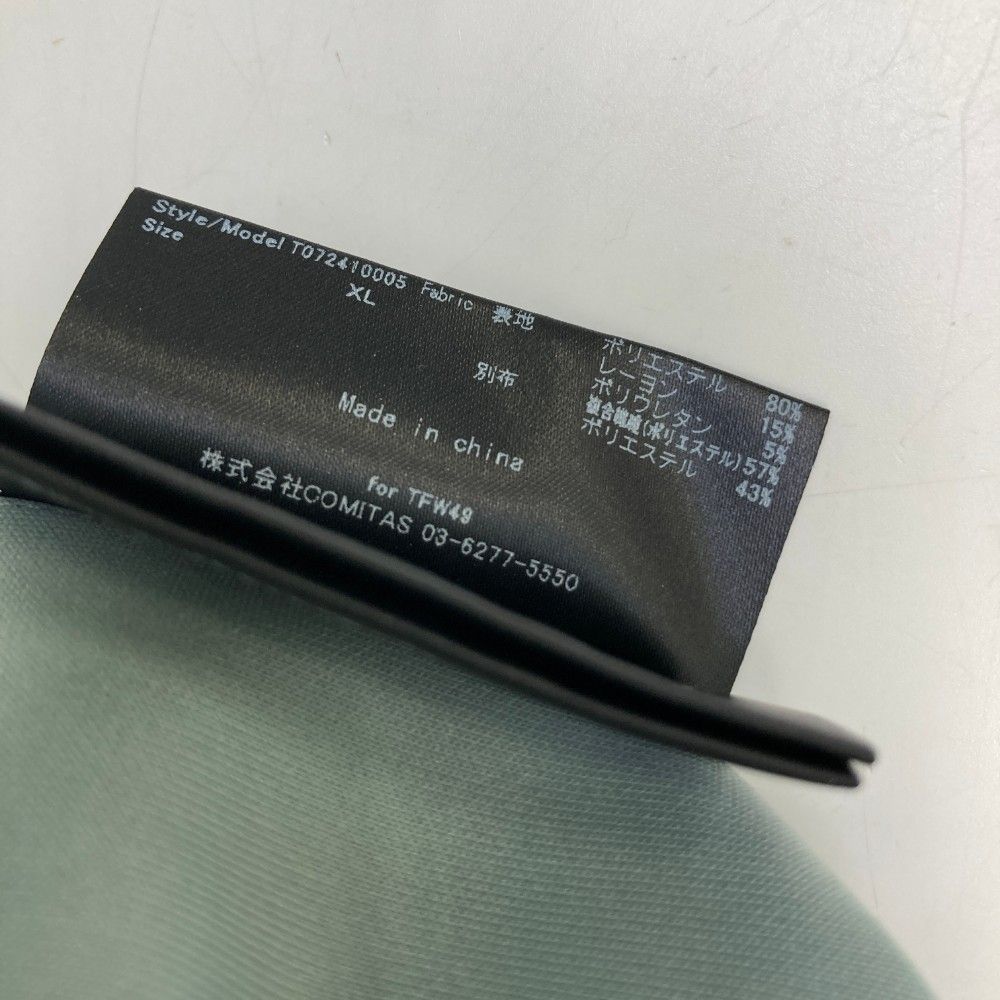 Style/Model T072410005 Fabric 表地 ポリエステル 80%
Size XL レーヨン 15%
ポリウレタン 5%
別布 複合繊維(ポリエステル) 57%
ポリエステル 43%
Made in china
for TFW49
株式会社COMITAS 03-6277-5550